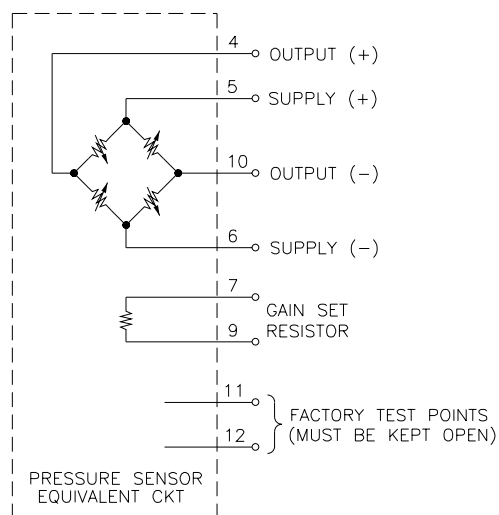 4
OUTPUT (+)
5
SUPPLY (+)
10
OUTPUT (−)
6
SUPPLY (−)
7
GAIN SET
RESISTOR
9
11
FACTORY TEST POINTS
(MUST BE KEPT OPEN)
12
PRESSURE SENSOR
EQUIVALENT CKT